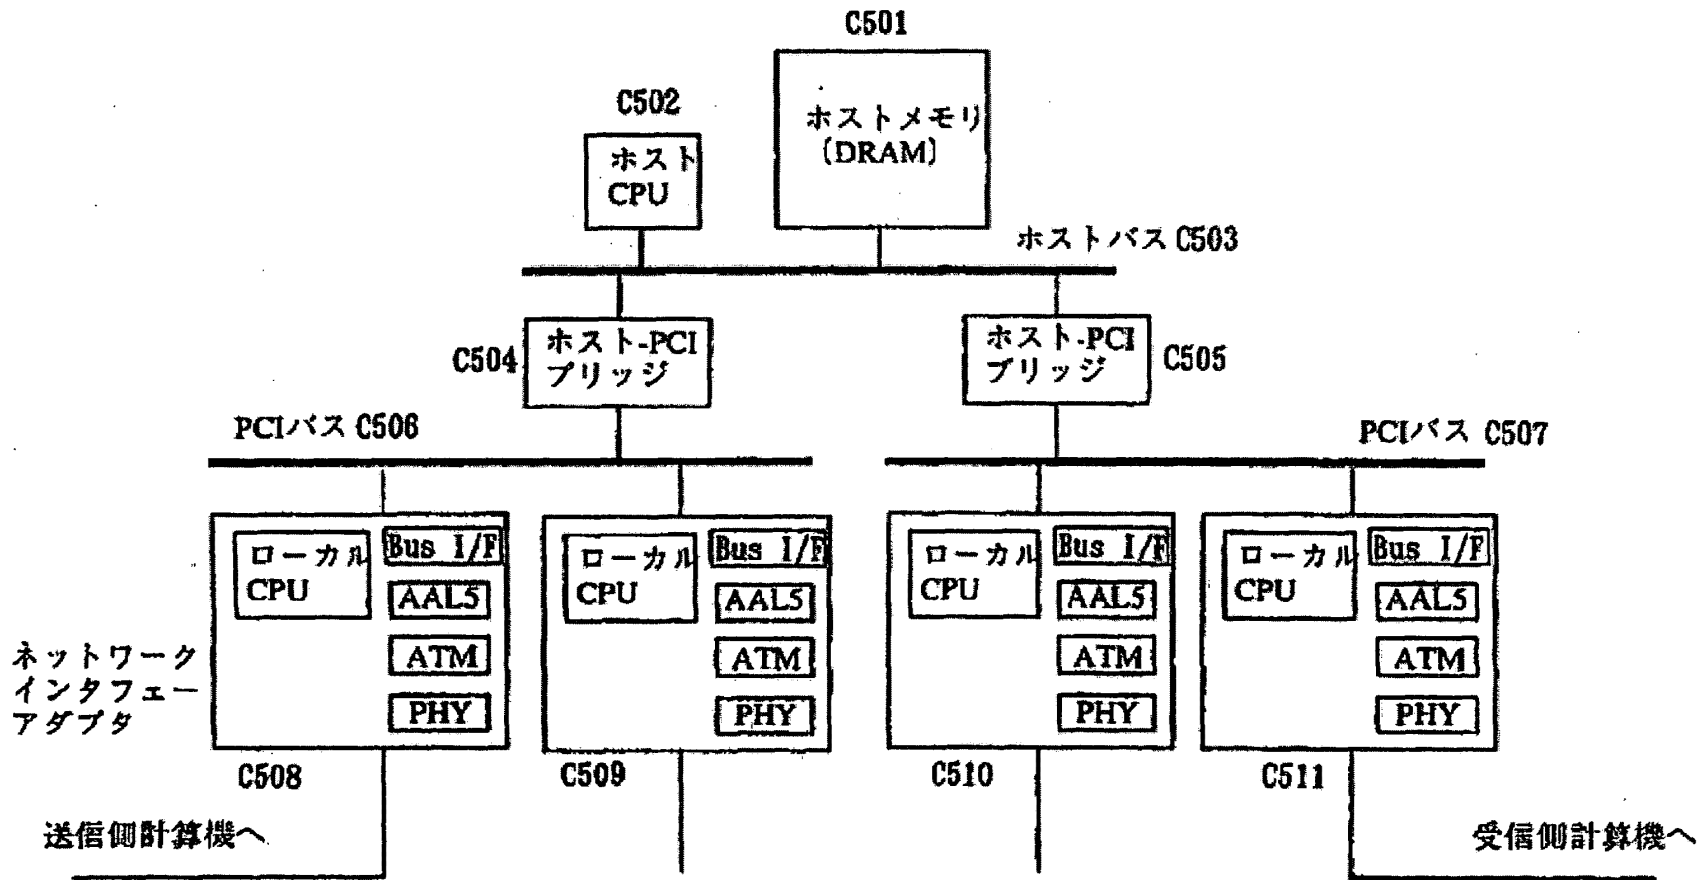 C501
ホストメモリ
(DRAM)
C502
ホスト
CPU
ホストバス C503
C504
ホスト-PCI
ブリッジ
ホスト-PCI
ブリッジ
C505
PCIバス C506
PCIバス C507
ローカル
CPU
Bus I/F
AAL5
ATM
PHY
ローカル
CPU
Bus I/F
AAL5
ATM
PHY
ローカル
CPU
Bus I/F
AAL5
ATM
PHY
ローカル
CPU
Bus I/F
AAL5
ATM
PHY
ネットワーク
インタフェー
アダプタ
C508
C509
C510
C511
送信側計算機へ
受信側計算機へ